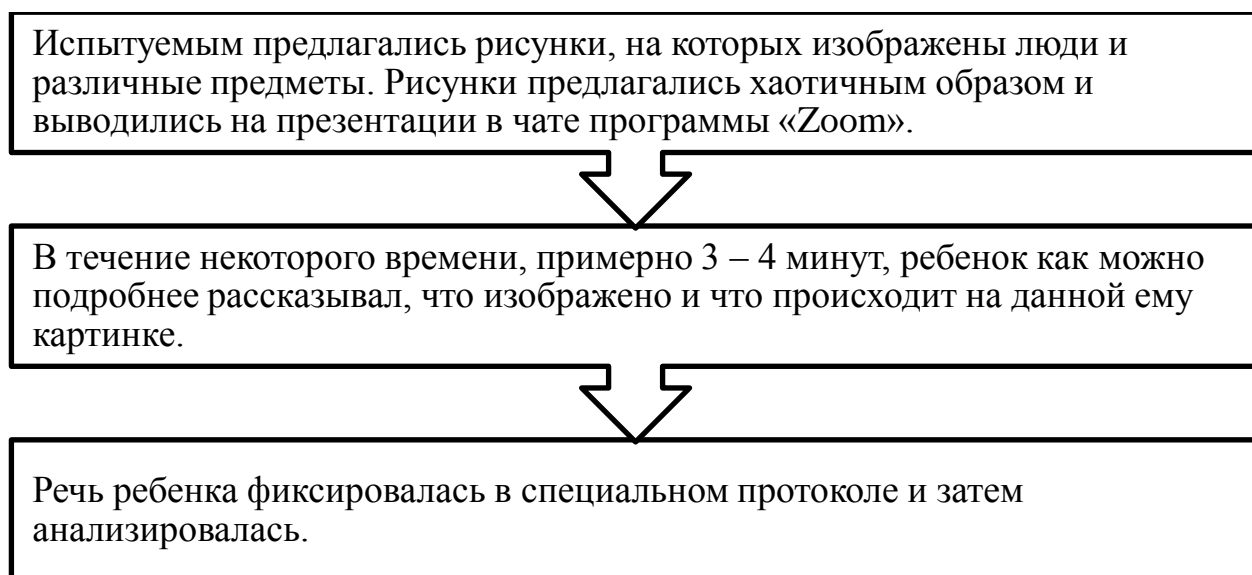 Испытуемым предлагались рисунки, на которых изображены люди и
различные предметы. Рисунки предлагались хаотичным образом и
выводились на презентации в чате программы «Zoom».
В течение некоторого времени, примерно 3 – 4 минут, ребенок как можно
подробнее рассказывал, что изображено и что происходит на данной ему
картинке.
Речь ребенка фиксировалась в специальном протоколе и затем
анализировалась.